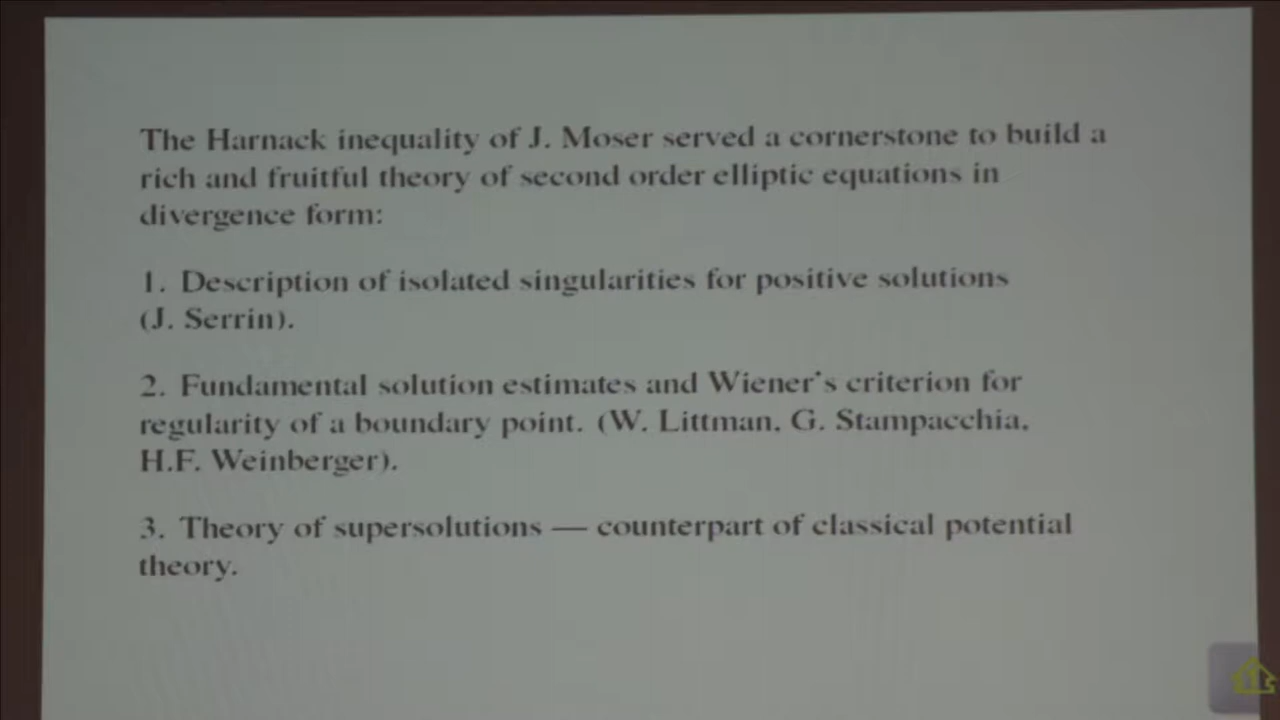 The Harnack inequality of J. Moser served a cornerstone to build a
rich and fruitful theory of second order elliptic equations in
divergence form:
1. Description of isolated singularities for positive solutions
(J. Serrin).
2. Fundamental solution estimates and Wiener's criterion for
regularity of a boundary point. (W. Littman, G. Stampacchia,
H.F. Weinberger).
3. Theory of supersolutions — counterpart of classical potential
theory.